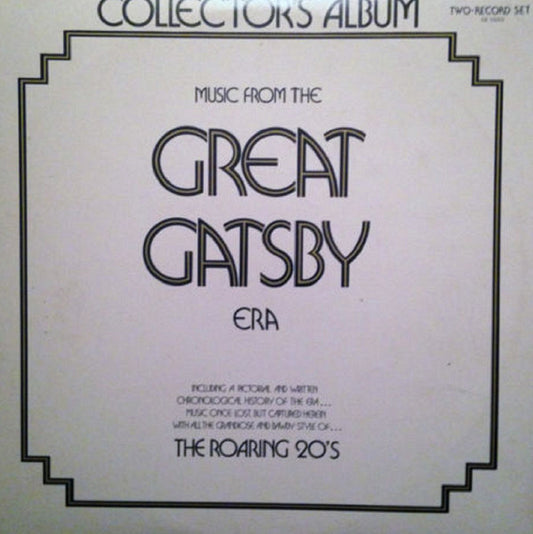 COLLECTOR'S ALBUM
TWO-RECORD SET
MUSIC FROM THE
GREAT
GATSBY
ERA
INCLUDING A PICTORIAL AND WRITTEN
CHRONOLOGICAL HISTORY OF THE ERA...
MUSIC ONCE LOST BUT CAPTURED HEREIN
WITH ALL THE GRANDIOSE AND BAWDY STYLE OF...
THE ROARING 20'S